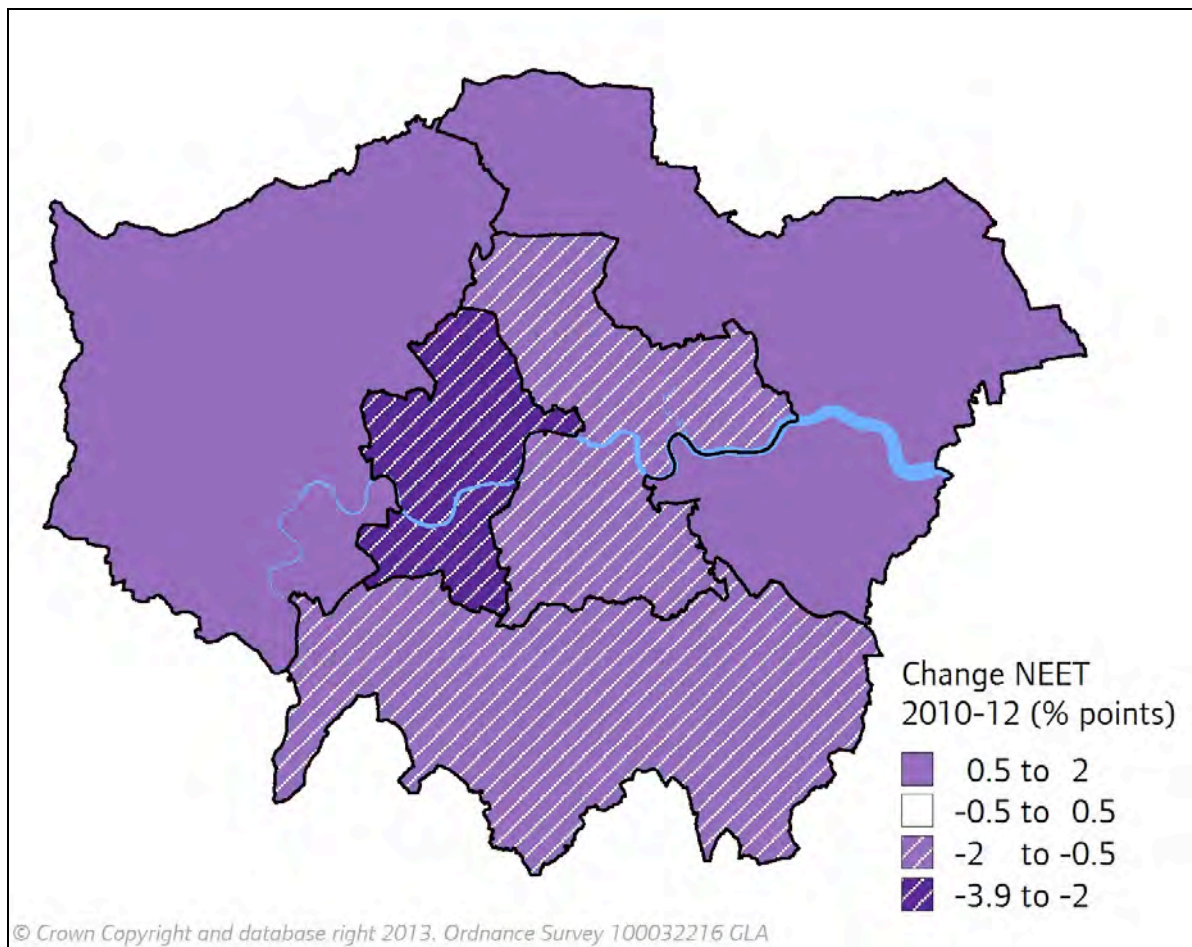 Change NEET
2010-12 (% points)
0.5 to 2
-0.5 to 0.5
-2 to -0.5
-3.9 to -2
© Crown Copyright and database right 2013. Ordnance Survey 100032216 GLA